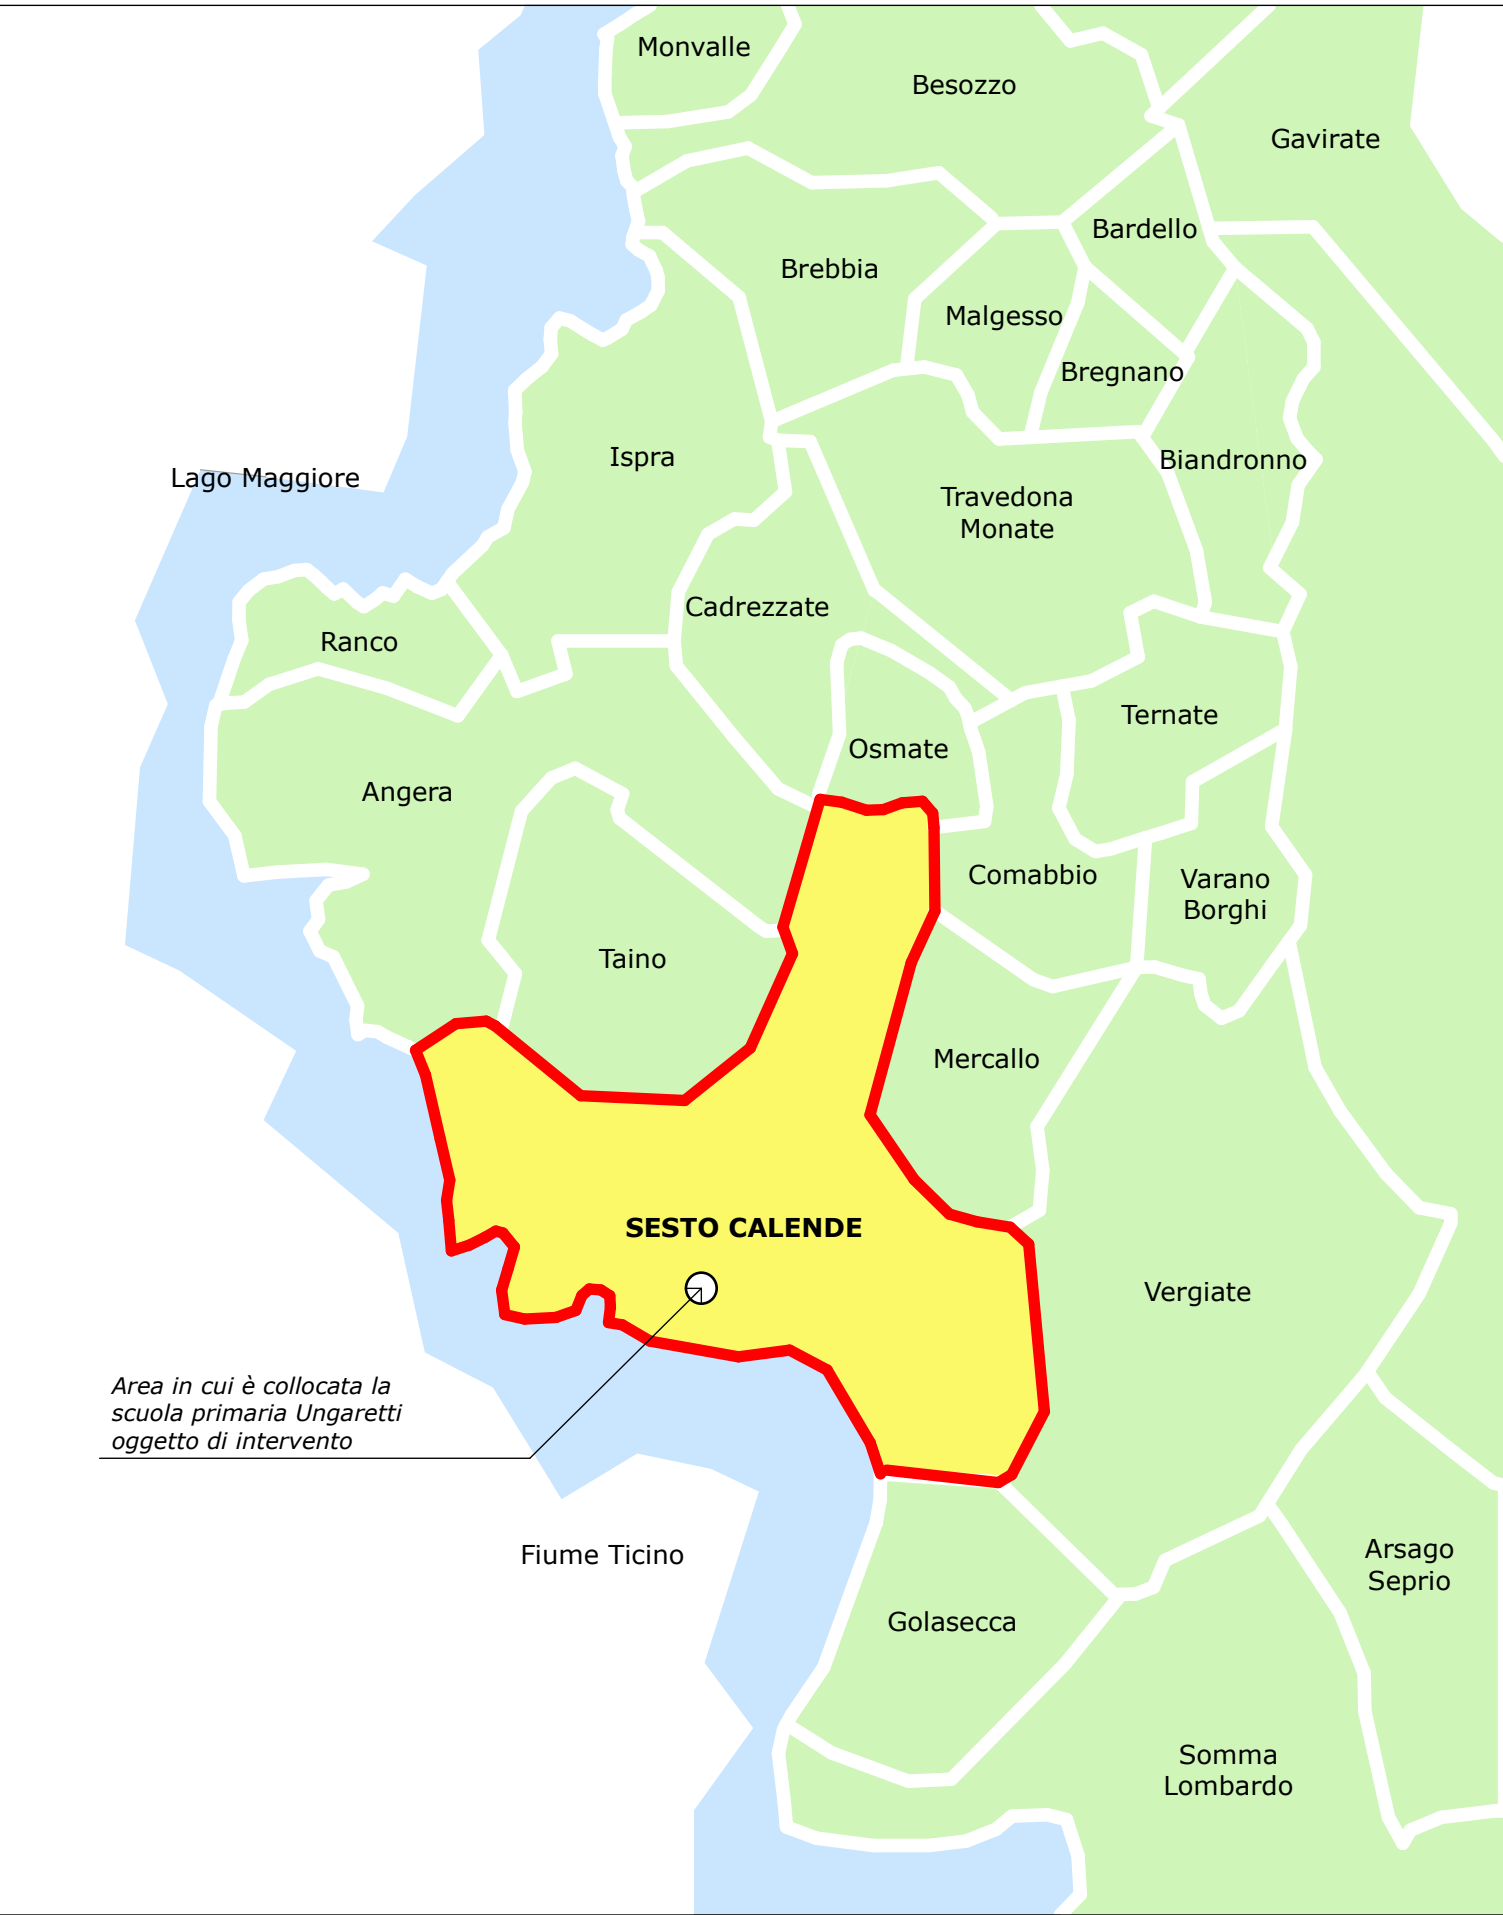 Monvalle
Besozzo
Gavirate
Bardello
Brebbia
Malgesso
Bregnano
Ispra
Biandronno
Lago Maggiore
Travedona
Monate
Cadrezzate
Ranco
Ternate
Osmate
Angera
Comabbio
Varano
Borghi
Taino
Mercallo
SESTO CALENDE
Vergiate
Area in cui è collocata la
scuola primaria Ungaretti
oggetto di intervento
Fiume Ticino
Arsago
Seprio
Golasecca
Somma
Lombardo